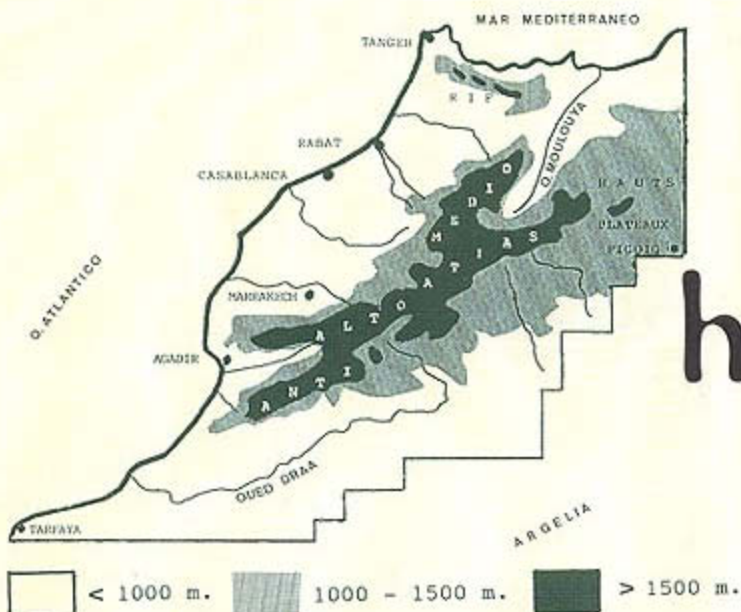 MAR MEDITERRANEO
TANGER
RIF
O.MOULOUYA
RABAT
CASABLANCA
MEDIO
HAUTS
PLATEAUX
FIGUIG
O. ATLANTICO
MARRAKECH
ALTO ATLAS
AGADIR
ANTI
h
OUED DRAA
ARGELIA
TARFAYA
< 1000 m.
1000 - 1500 m.
> 1500 m.